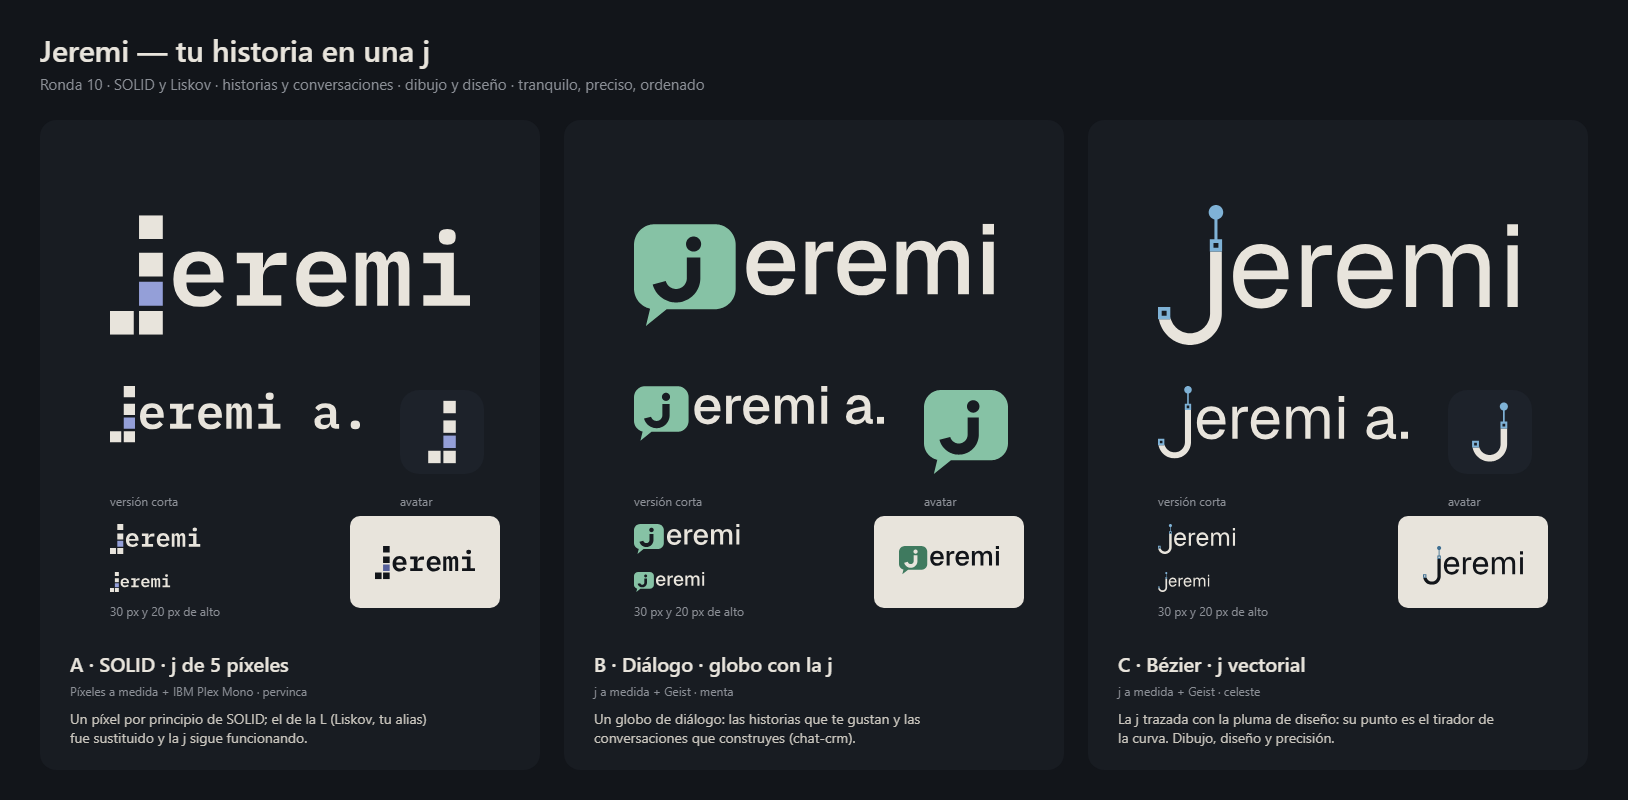 Jeremi — tu historia en una j
Ronda 10 · SOLID y Liskov · historias y conversaciones · dibujo y diseño · tranquilo, preciso, ordenado
jeremi
jeremi a.
versión corta
avatar
jeremi
jeremi
jeremi
30 px y 20 px de alto
A · SOLID · j de 5 píxeles
Píxeles a medida + IBM Plex Mono · pervinca
Un píxel por principio de SOLID; el de la L (Liskov, tu alias)
fue sustituido y la j sigue funcionando.
jeremi
jeremi a.
j
versión corta
avatar
jeremi
jeremi
jeremi
30 px y 20 px de alto
B · Diálogo · globo con la j
j a medida + Geist · menta
Un globo de diálogo: las historias que te gustan y las
conversaciones que construyes (chat-crm).
jeremi
jeremi a.
j
versión corta
avatar
jeremi
jeremi
jeremi
30 px y 20 px de alto
C · Bézier · j vectorial
j a medida + Geist · celeste
La j trazada con la pluma de diseño: su punto es el tirador de
la curva. Dibujo, diseño y precisión.